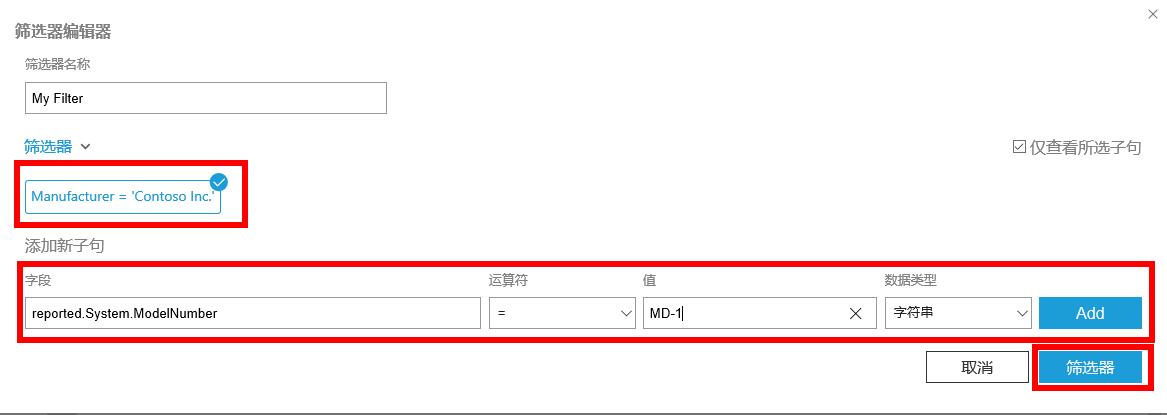 筛选器编辑器
筛选器名称
My Filter
筛选器
仅查看所选子句
Manufacturer = 'Contoso Inc.'
添加新子句
字段 运算符 值 数据类型
reported.System.ModelNumber = MD-1 字符串 Add
取消 筛选器